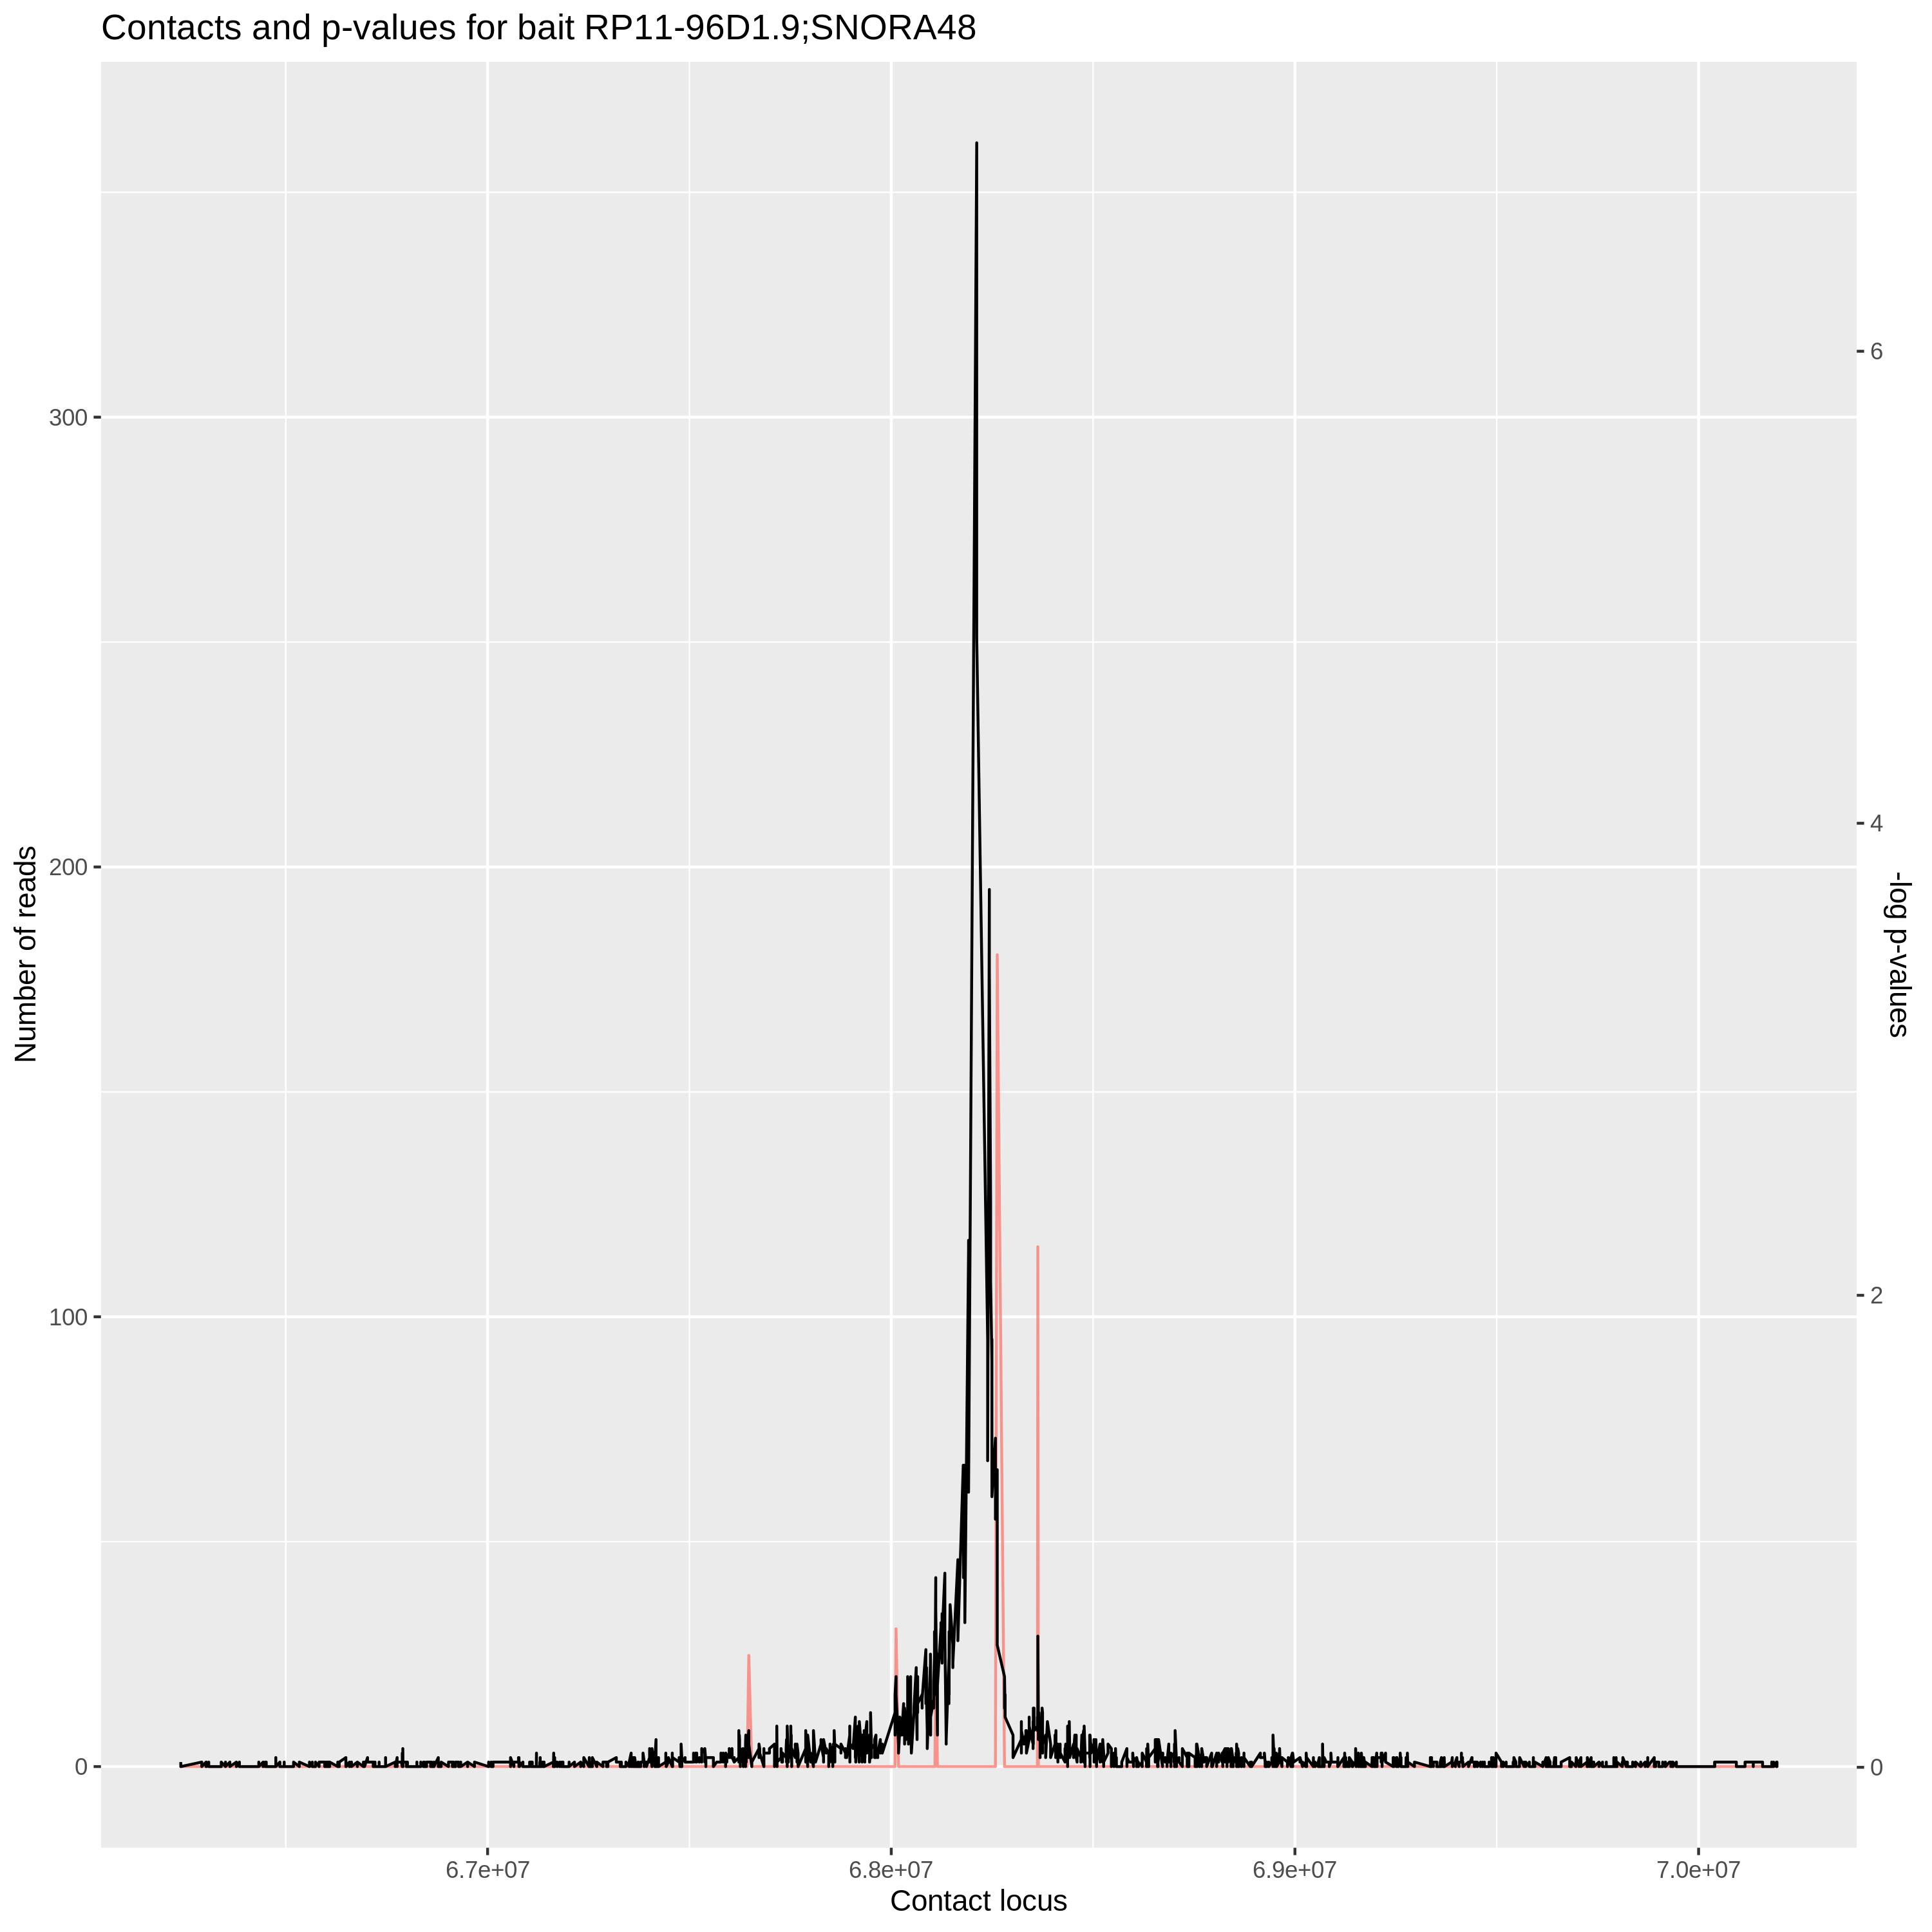 Contacts and p-values for bait RP11-96D1.9;SNORA48
300
200
100
0
Number of reads
6
4
2
0
-log p-values
6.7e+07 6.8e+07 6.9e+07 7.0e+07
Contact locus